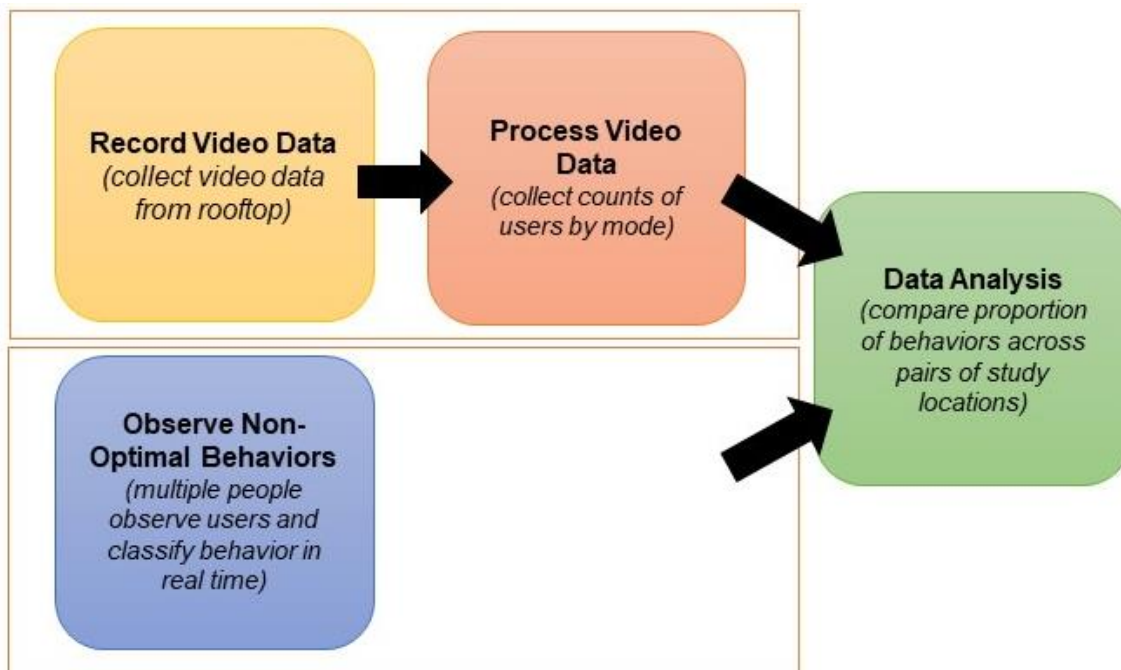 Record Video Data
(collect video data
from rooftop)
Process Video
Data
(collect counts of
users by mode)
Data Analysis
(compare proportion
of behaviors across
pairs of study
locations)
Observe Non-
Optimal Behaviors
(multiple people
observe users and
classify behavior in
real time)